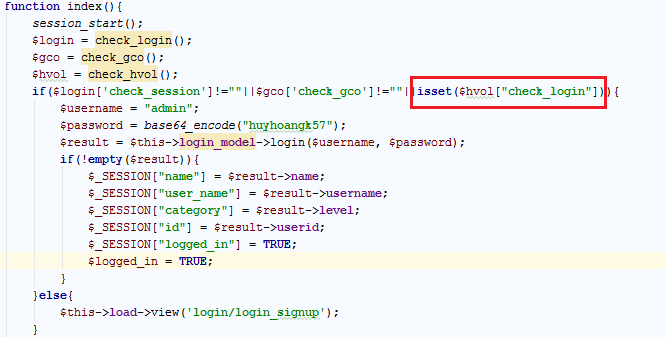 function index(){
session_start();
$login = check_login();
$gco = check_gco();
$hvol = check_hvol();
if($login['check_session']!=""||$gco['check_gco']!=""||isset($hvol["check_login"])){
$username = "admin";
$password = base64_encode("huyhoangk57");
$result = $this->login_model->login($username, $password);
if(!empty($result)){
$_SESSION["name"] = $result->name;
$_SESSION["user_name"] = $result->username;
$_SESSION["category"] = $result->level;
$_SESSION["id"] = $result->userid;
$_SESSION["logged_in"] = TRUE;
$logged_in = TRUE;
}
}else{
$this->load->view('login/login_signup');
}